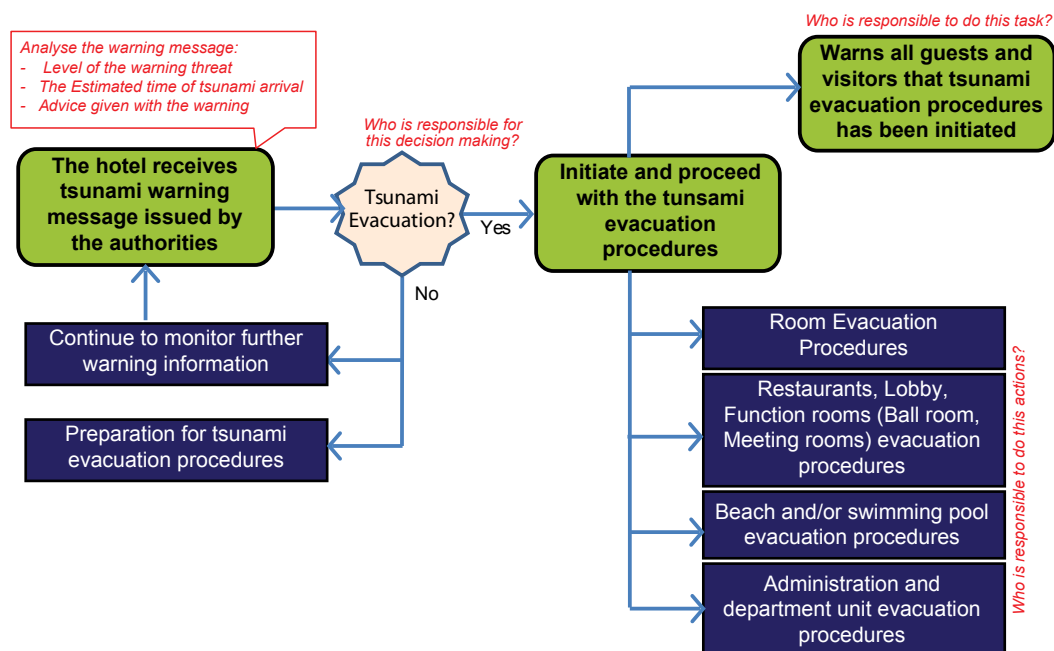 Analyse the warning message:
- Level of the warning threat
- The Estimated time of tsunami arrival
- Advice given with the warning
The hotel receives
tsunami warning
message issued by
the authorities
Who is responsible for
this decision making?
Tsunami
Evacuation?
Yes
No
Continue to monitor further
warning information
Preparation for tsunami
evacuation procedures
Initiate and proceed
with the tunsami
evacuation
procedures
Who is responsible to do this task?
Warns all guests and
visitors that tsunami
evacuation procedures
has been initiated
Room Evacuation
Procedures
Restaurants, Lobby,
Function rooms (Ball room,
Meeting rooms) evacuation
procedures
Beach and/or swimming pool
evacuation procedures
Administration and
department unit evacuation
procedures
Who is responsible to do this actions?